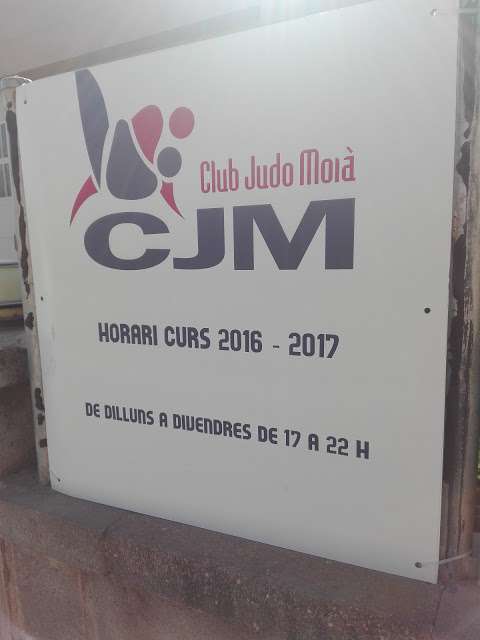 Club Judo Moià
CJM
HORARI CURS 2016 - 2017
DE DILLUNS A DIVENDRES DE 17 A 22 H